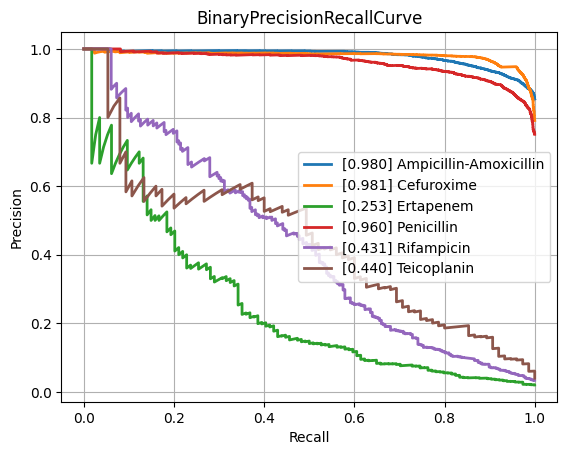 BinaryPrecisionRecallCurve
1.0
0.8
0.6
0.4
0.2
0.0
Precision
[0.980] Ampicillin-Amoxicillin
[0.981] Cefuroxime
[0.253] Ertapenem
[0.960] Penicillin
[0.431] Rifampicin
[0.440] Teicoplanin
0.0 0.2 0.4 0.6 0.8 1.0
Recall